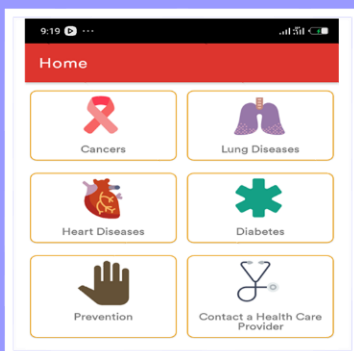 9:19
Home
Cancers
Lung Diseases
Heart Diseases
Diabetes
Prevention
Contact a Health Care
Provider